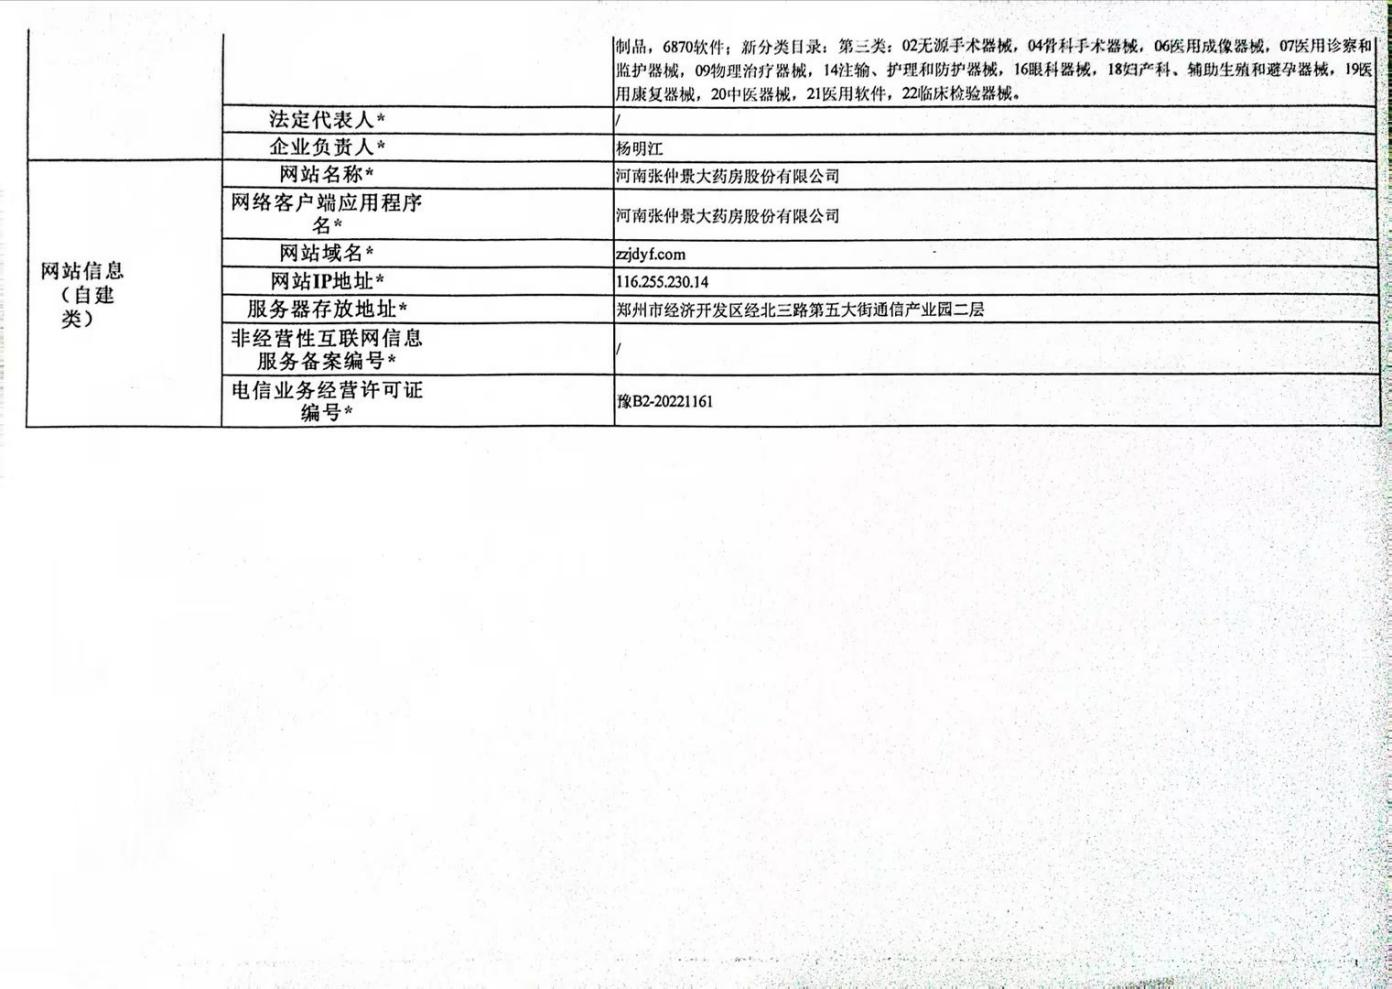 制品，6870软件；新分类目录：第三类：02无源手术器械，04骨科手术器械，06医用成像器械，07医用诊察和
监护器械，09物理治疗器械，14注输、护理和防护器械，16眼科器械，18妇产科、辅助生殖和避孕器械，19医
用康复器械，20中医器械，21医用软件，22临床检验器械。
法定代表人*
/
企业负责人*
杨明江
网站信息
（自建
类）
网站名称*
河南张仲景大药房股份有限公司
网络客户端应用程序
名*
河南张仲景大药房股份有限公司
网站域名*
zzjdyf.com
网站IP地址*
116.255.230.14
服务器存放地址*
郑州市经济开发区经北三路第五大街通信产业园二层
非经营性互联网信息
服务备案编号*
/
电信业务经营许可证
编号*
豫B2-20221161